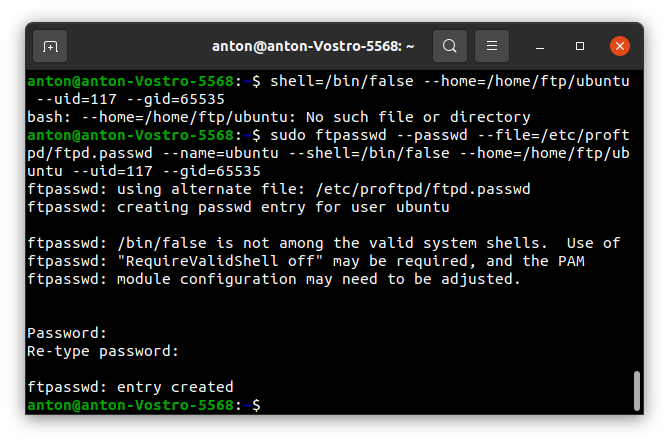 anton@anton-Vostro-5568: ~
anton@anton-Vostro-5568:~$ shell=/bin/false --home=/home/ftp/ubuntu
 --uid=117 --gid=65535
bash: --home=/home/ftp/ubuntu: No such file or directory
anton@anton-Vostro-5568:~$ sudo ftpasswd --passwd --file=/etc/proft
pd/ftpd.passwd --name=ubuntu --shell=/bin/false --home=/home/ftp/ub
untu --uid=117 --gid=65535
ftpasswd: using alternate file: /etc/proftpd/ftpd.passwd
ftpasswd: creating passwd entry for user ubuntu

ftpasswd: /bin/false is not among the valid system shells.  Use of
ftpasswd: "RequireValidShell off" may be required, and the PAM
ftpasswd: module configuration may need to be adjusted.

Password:
Re-type password:

ftpasswd: entry created
anton@anton-Vostro-5568:~$